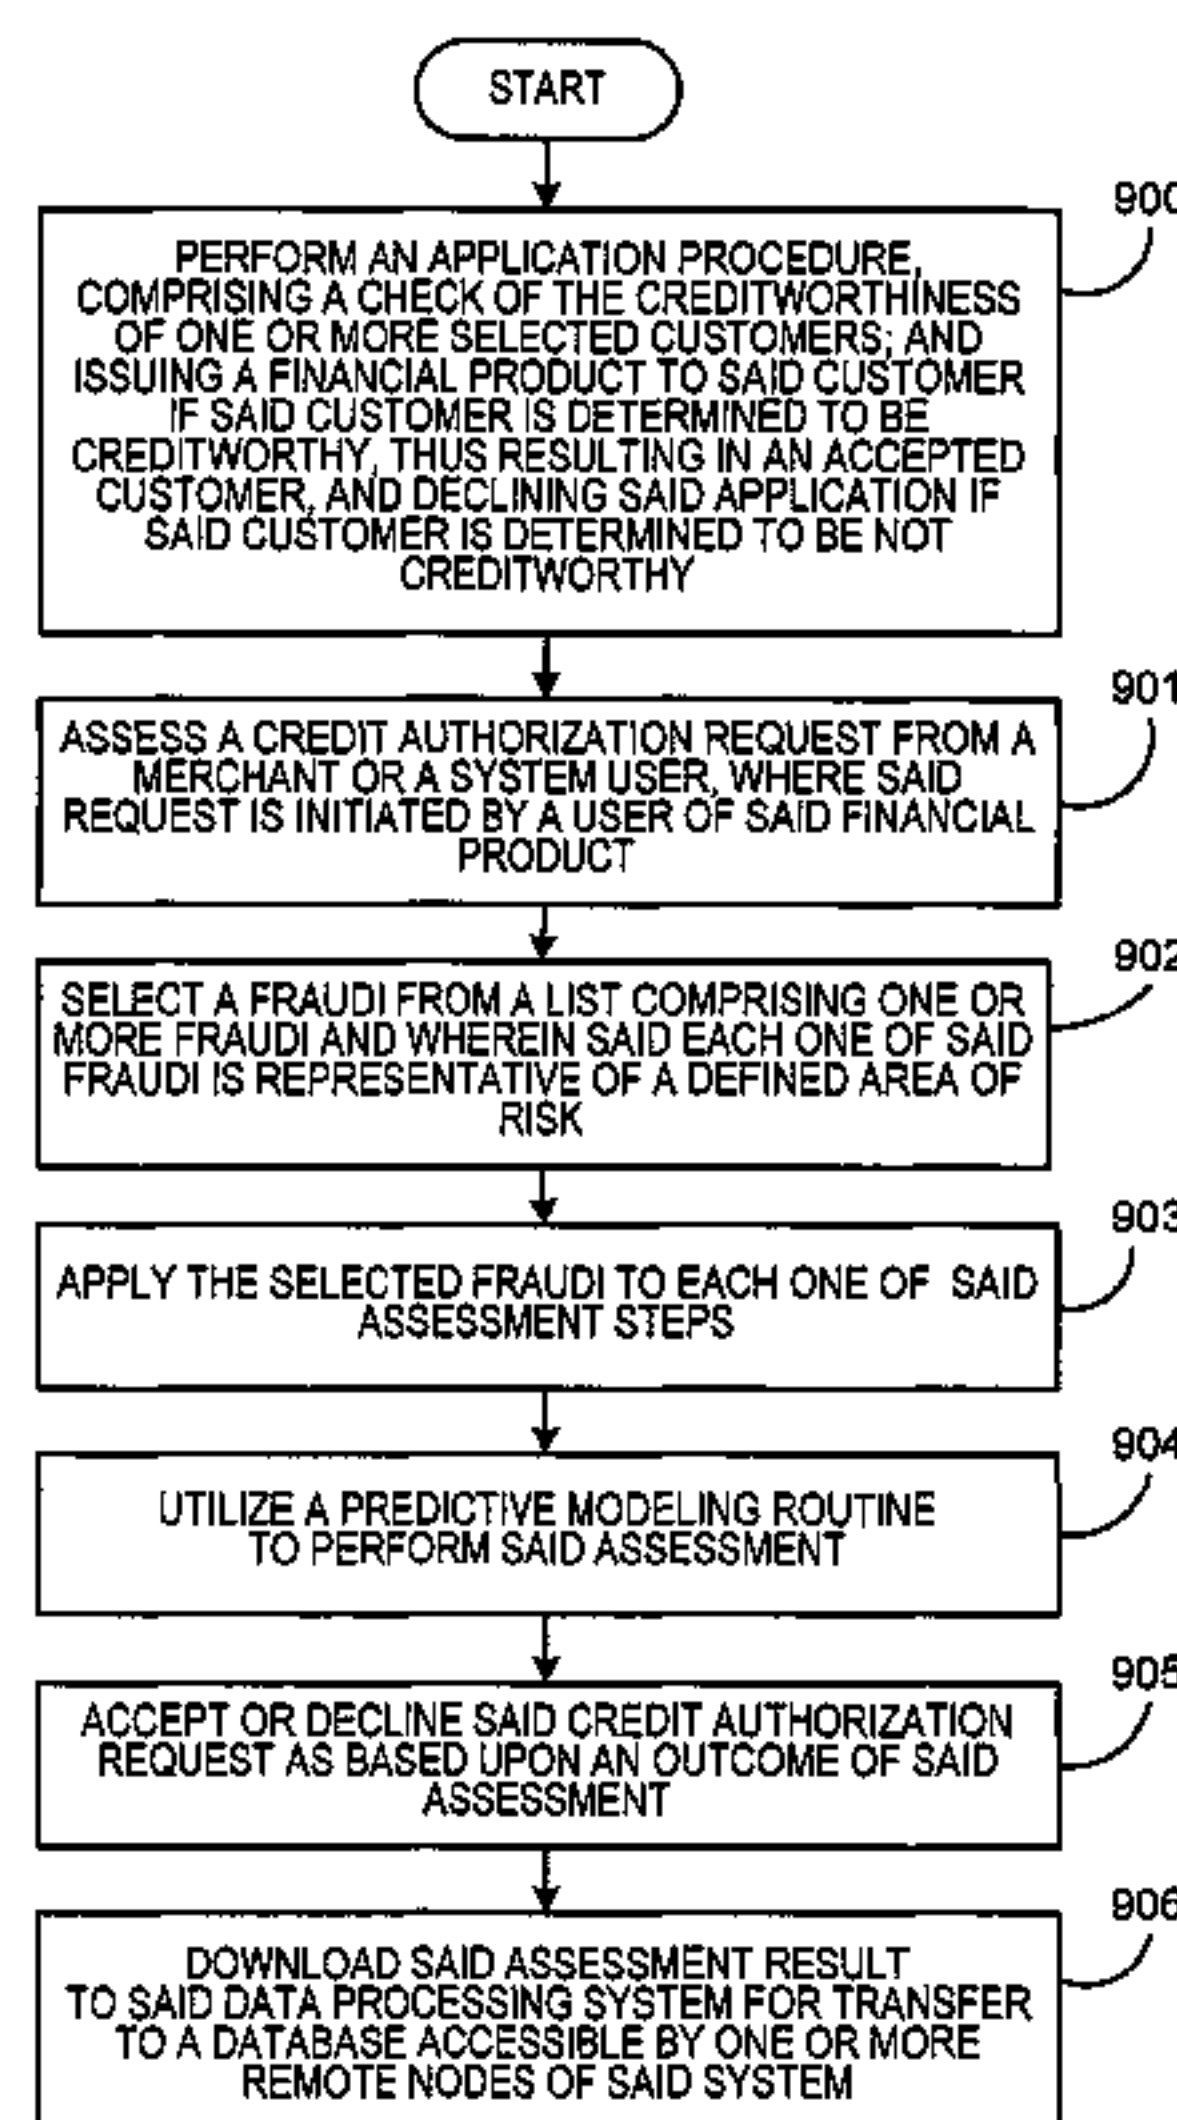 START
900
PERFORM AN APPLICATION PROCEDURE,
COMPRISING A CHECK OF THE CREDITWORTHINESS
OF ONE OR MORE SELECTED CUSTOMERS; AND
ISSUING A FINANCIAL PRODUCT TO SAID CUSTOMER
IF SAID CUSTOMER IS DETERMINED TO BE
CREDITWORTHY, THUS RESULTING IN AN ACCEPTED
CUSTOMER, AND DECLINING SAID APPLICATION IF
SAID CUSTOMER IS DETERMINED TO BE NOT
CREDITWORTHY
901
ASSESS A CREDIT AUTHORIZATION REQUEST FROM A
MERCHANT OR A SYSTEM USER, WHERE SAID
REQUEST IS INITIATED BY A USER OF SAID FINANCIAL
PRODUCT
902
SELECT A FRAUDI FROM A LIST COMPRISING ONE OR
MORE FRAUDI AND WHEREIN SAID EACH ONE OF SAID
FRAUDI IS REPRESENTATIVE OF A DEFINED AREA OF
RISK
903
APPLY THE SELECTED FRAUDI TO EACH ONE OF SAID
ASSESSMENT STEPS
904
UTILIZE A PREDICTIVE MODELING ROUTINE
TO PERFORM SAID ASSESSMENT
905
ACCEPT OR DECLINE SAID CREDIT AUTHORIZATION
REQUEST AS BASED UPON AN OUTCOME OF SAID
ASSESSMENT
906
DOWNLOAD SAID ASSESSMENT RESULT
TO SAID DATA PROCESSING SYSTEM FOR TRANSFER
TO A DATABASE ACCESSIBLE BY ONE OR MORE
REMOTE NODES OF SAID SYSTEM